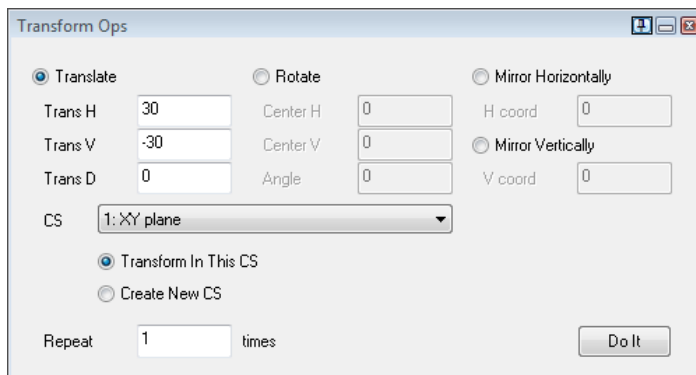 Transform Ops
Translate Rotate Mirror Horizontally
Trans H 30 Center H 0 H coord 0
Trans V -30 Center V 0 Mirror Vertically
Trans D 0 Angle 0 V coord 0
CS 1: XY plane
Transform In This CS
Create New CS
Repeat 1 times Do It